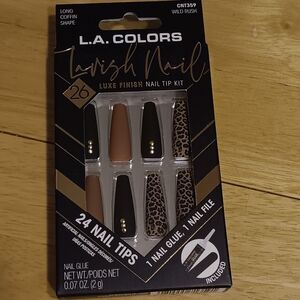 LONG
COFFIN
SHAPE
CNT359
WILD RUSH
L.A. COLORS
Lavish Nail
26
LUXE FINISH NAIL TIP KIT
24 NAIL TIPS
1 NAIL GLUE, 1 NAIL FILE
INCLUDED
NAIL GLUE
NET WT./POIDS NET
0.07 OZ. (2 g)